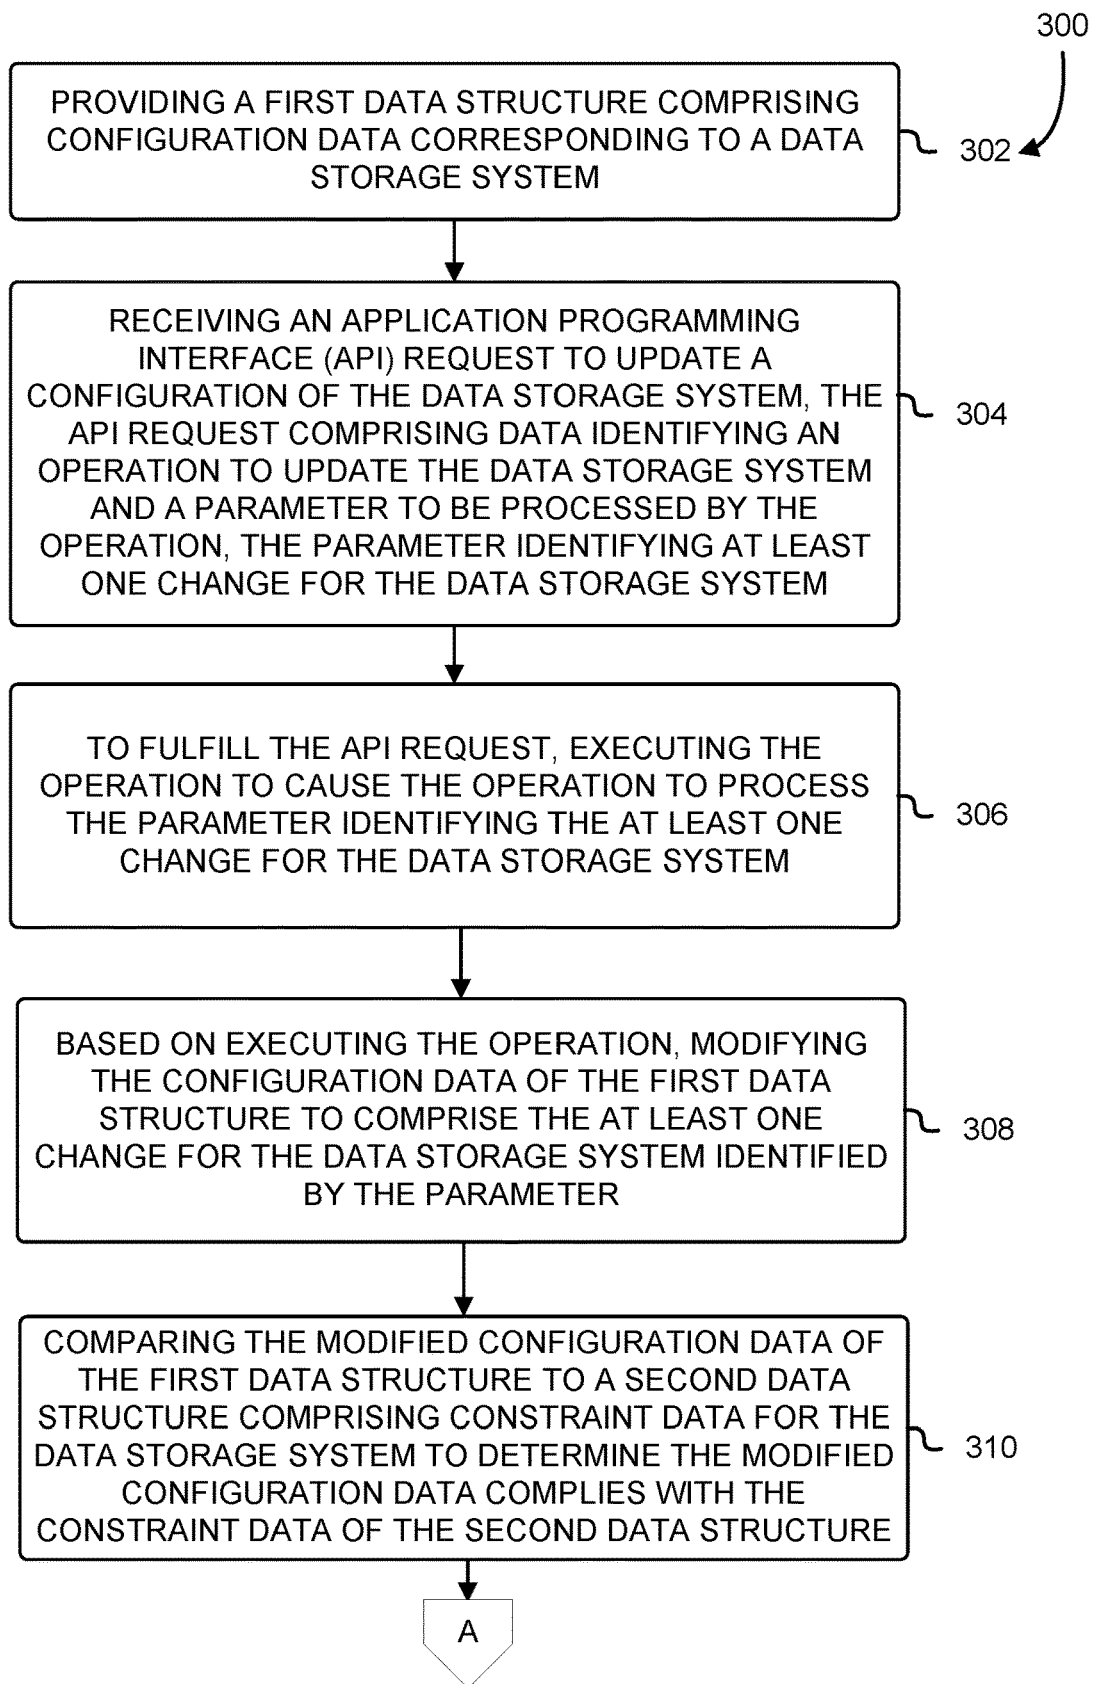 300
PROVIDING A FIRST DATA STRUCTURE COMPRISING
CONFIGURATION DATA CORRESPONDING TO A DATA
STORAGE SYSTEM
302
RECEIVING AN APPLICATION PROGRAMMING
INTERFACE (API) REQUEST TO UPDATE A
CONFIGURATION OF THE DATA STORAGE SYSTEM, THE
API REQUEST COMPRISING DATA IDENTIFYING AN
OPERATION TO UPDATE THE DATA STORAGE SYSTEM
AND A PARAMETER TO BE PROCESSED BY THE
OPERATION, THE PARAMETER IDENTIFYING AT LEAST
ONE CHANGE FOR THE DATA STORAGE SYSTEM
304
TO FULFILL THE API REQUEST, EXECUTING THE
OPERATION TO CAUSE THE OPERATION TO PROCESS
THE PARAMETER IDENTIFYING THE AT LEAST ONE
CHANGE FOR THE DATA STORAGE SYSTEM
306
BASED ON EXECUTING THE OPERATION, MODIFYING
THE CONFIGURATION DATA OF THE FIRST DATA
STRUCTURE TO COMPRISE THE AT LEAST ONE
CHANGE FOR THE DATA STORAGE SYSTEM IDENTIFIED
BY THE PARAMETER
308
COMPARING THE MODIFIED CONFIGURATION DATA OF
THE FIRST DATA STRUCTURE TO A SECOND DATA
STRUCTURE COMPRISING CONSTRAINT DATA FOR THE
DATA STORAGE SYSTEM TO DETERMINE THE MODIFIED
CONFIGURATION DATA COMPLIES WITH THE
CONSTRAINT DATA OF THE SECOND DATA STRUCTURE
310
A